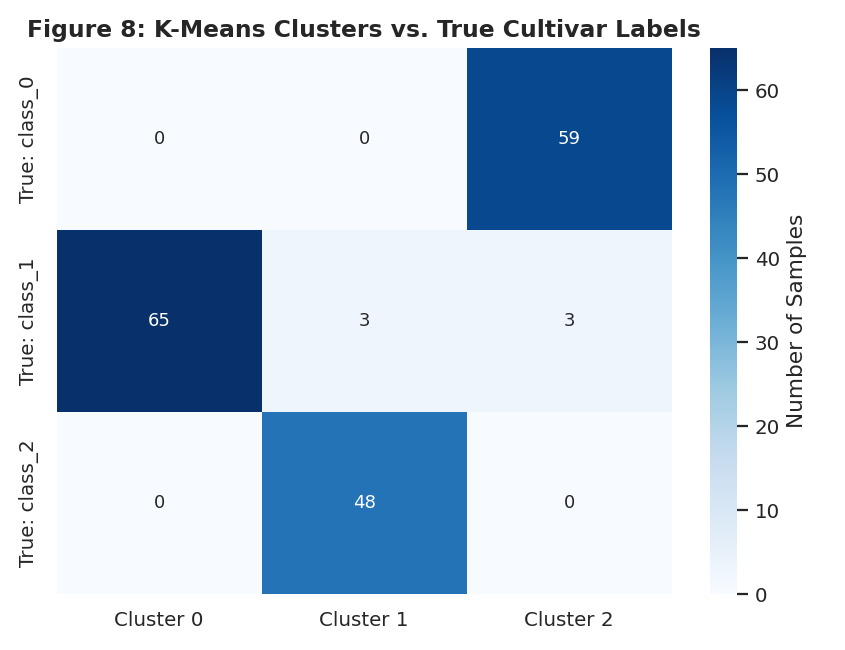 Figure 8: K-Means Clusters vs. True Cultivar Labels
True: class_0
0
0
59
True: class_1
65
3
3
True: class_2
0
48
0
Cluster 0
Cluster 1
Cluster 2
60
50
40
30
20
10
0
Number of Samples